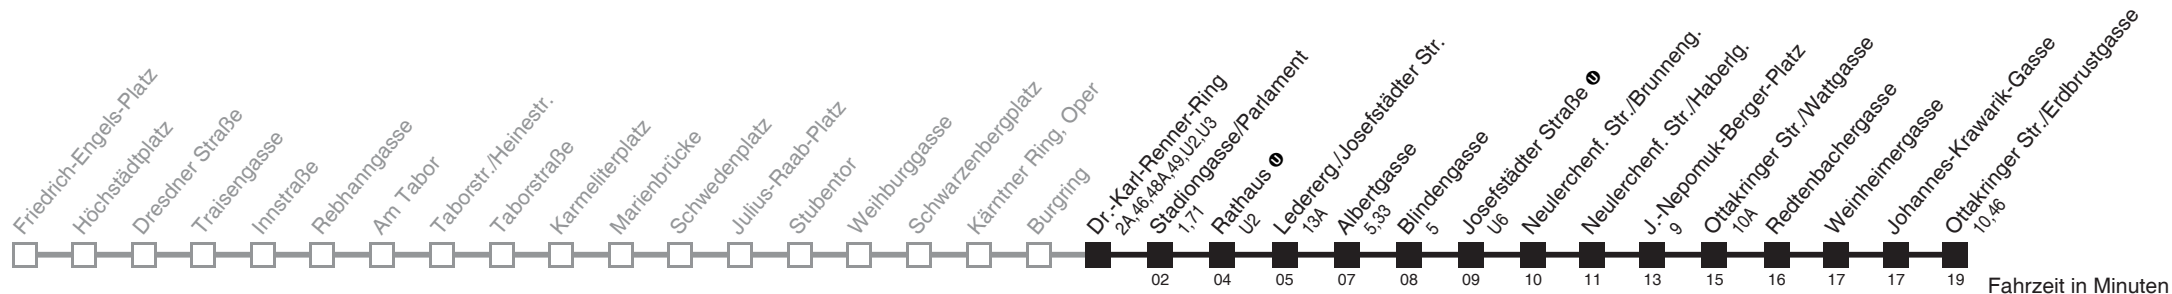 Friedrich-Engels-Platz
Höchstädtplatz
Dresdner Straße
Traisengasse
Innstraße
Rebhanngasse
Am Tabor
Taborstr./Heinestr.
Taborstraße
Karmeliterplatz
Marienbrücke
Schwedenplatz
Julius-Raab-Platz
Stubentor
Weihburggasse
Schwarzenbergplatz
Kärntner Ring, Oper
Burgring
Dr.-Karl-Renner-Ring
2A,46,48A,49,U2,U3
Stadiongasse/Parlament
1,71
02
Rathaus U
U2
04
Ledererg./Josefstädter Str.
13A
05
Albertgasse
5,33
07
Blindengasse
5
08
Josefstädter Straße U
U6
09
Neulerchenf. Str./Brunneng.
10
Neulerchenf. Str./Haberlg.
11
J.-Nepomuk-Berger-Platz
9
13
Ottakringer Str./Wattgasse
10A
15
Redtenbachergasse
16
Weinheimergasse
17
Johannes-Krawarik-Gasse
17
Ottakringer Str./Erdbrustgasse
10,46
19
Fahrzeit in Minuten